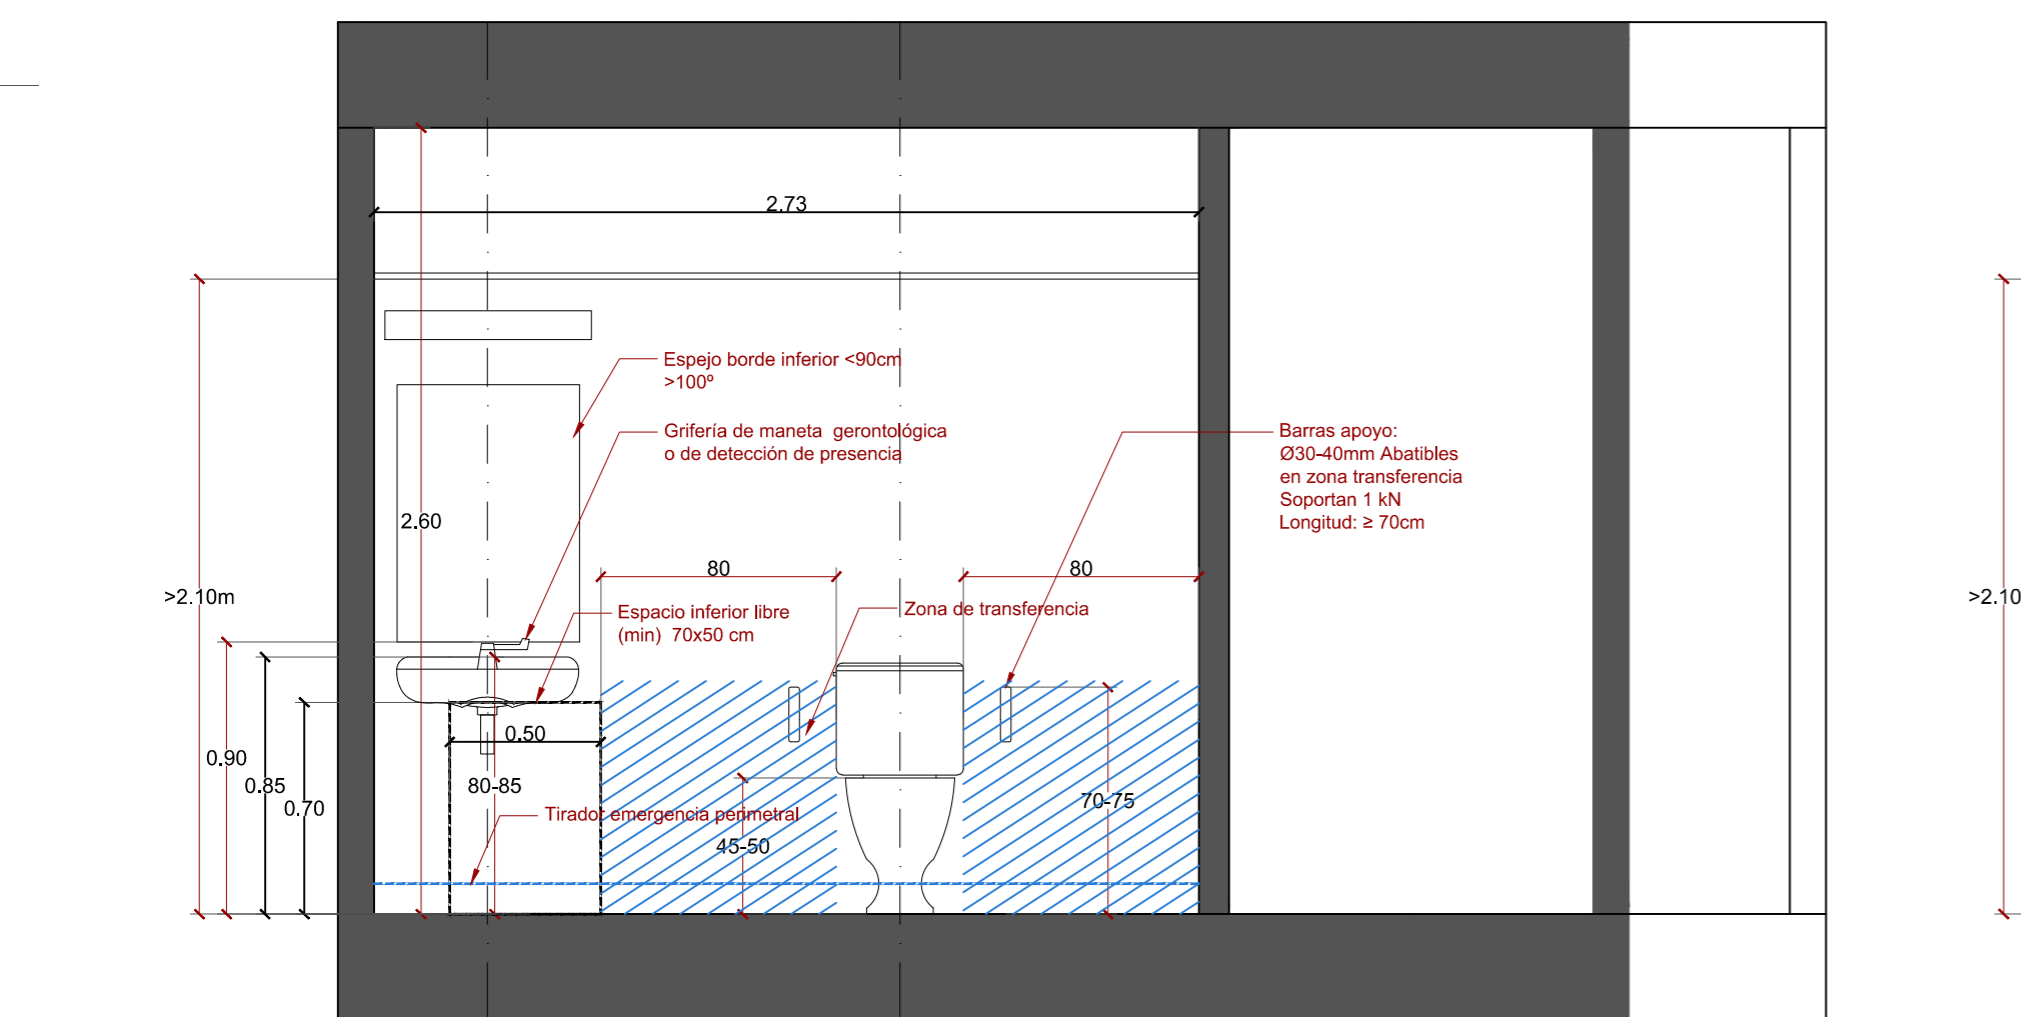 2.73
Espejo borde inferior <90cm
>100º
Grifería de maneta gerontológica
o de detección de presencia
Barras apoyo:
Ø30-40mm Abatibles
en zona transferencia
Soportan 1 kN
Longitud: ≥ 70cm
2.60
80
80
>2.10m
>2.10
Espacio inferior libre
(min) 70x50 cm
Zona de transferencia
0.50
0.90
0.85
0.70
80-85
70-75
Tirador emergencia perimetral
45-50